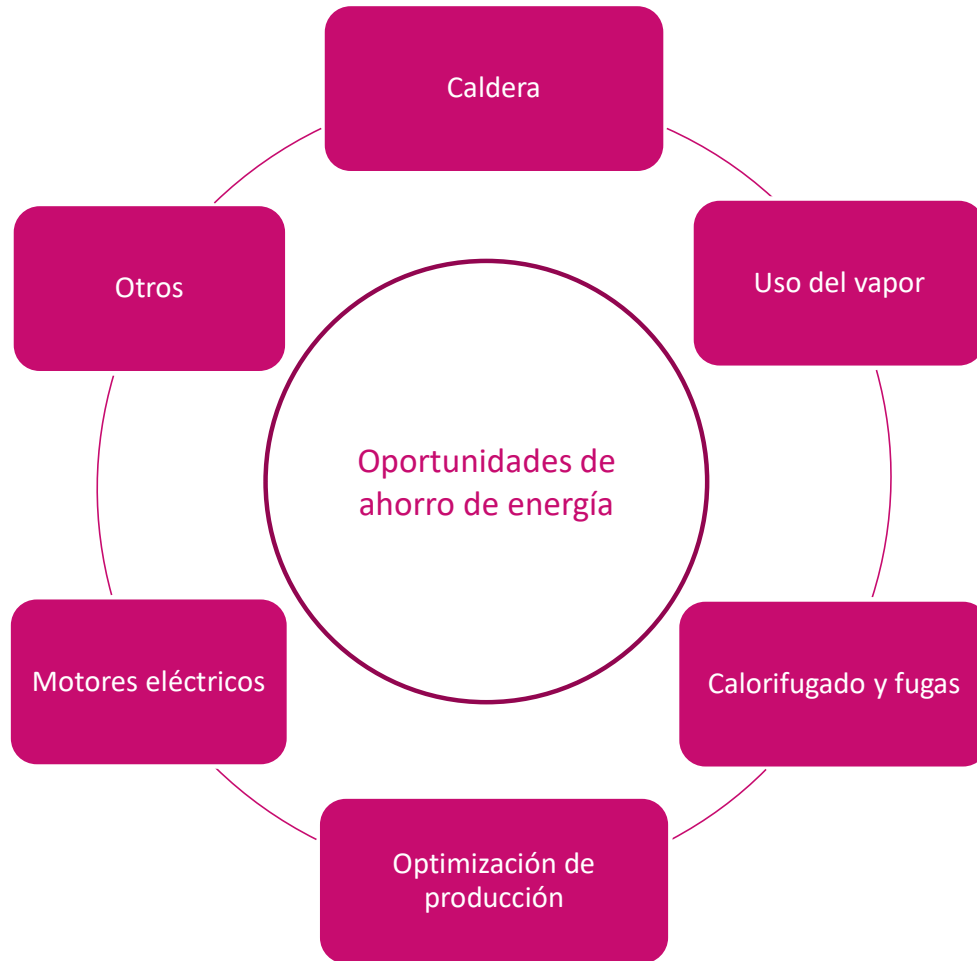 Caldera
Uso del vapor
Otros
Oportunidades de
ahorro de energía
Motores eléctricos
Calorifugado y fugas
Optimización de
producción